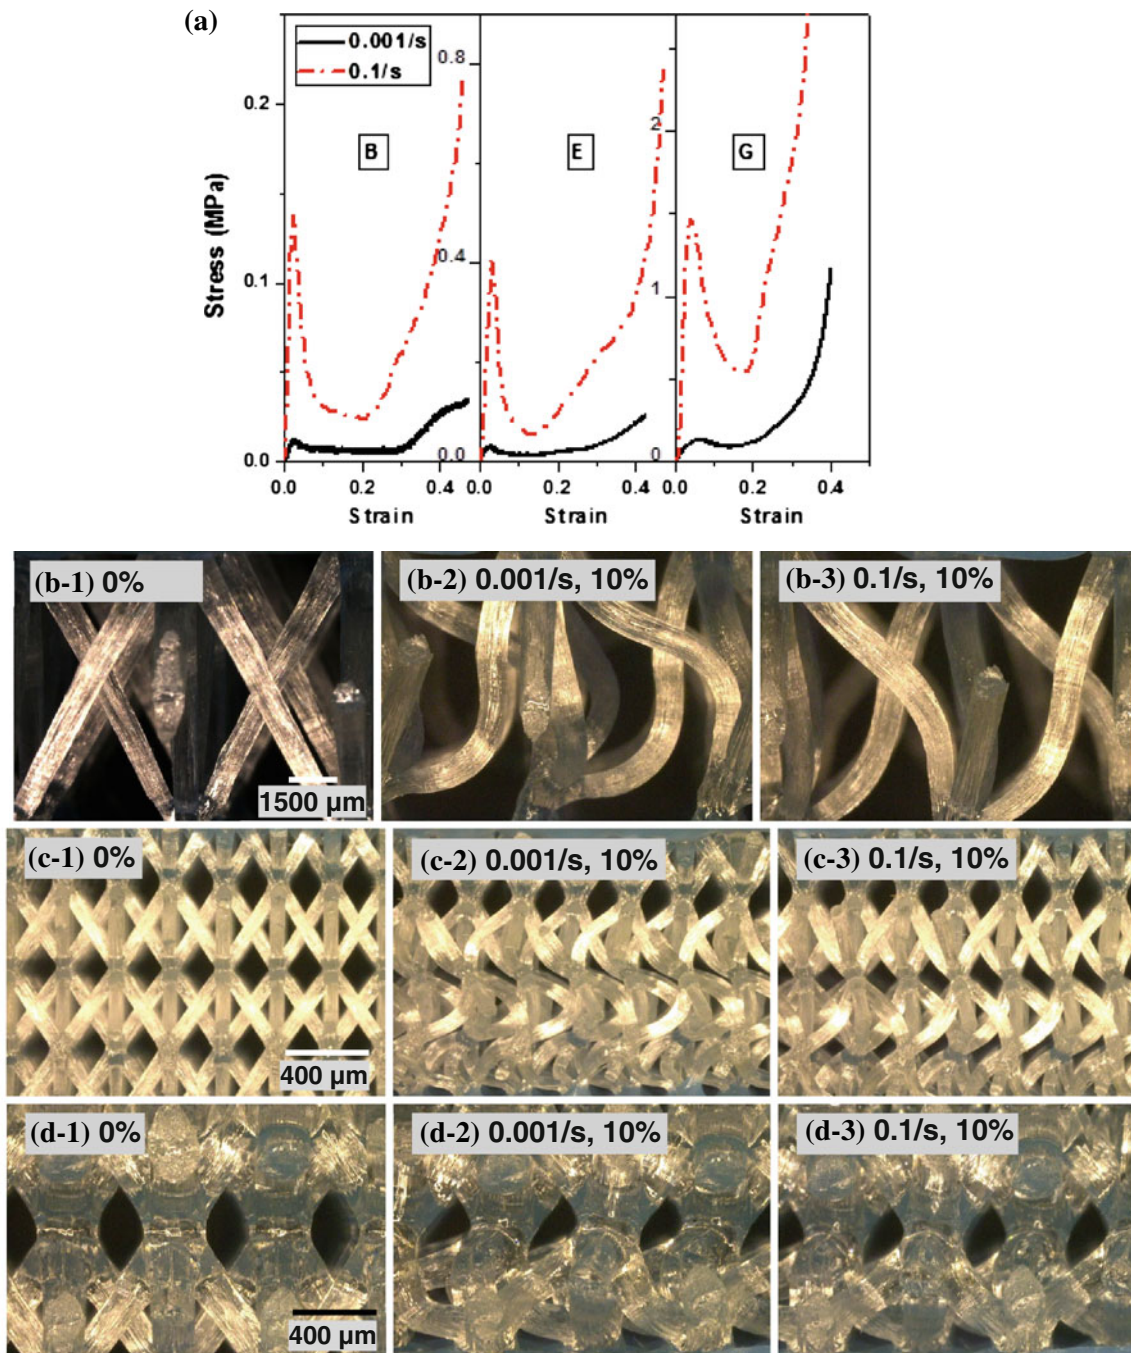 (a)
0.001/s
0.1/s
B
E
G
Stress (MPa)
0.2
0.1
0.0
0.8
0.4
0.0
2
1
0
0.0 0.2 0.4 0.0 0.2 0.4 0.0 0.2 0.4
Strain Strain Strain
(b-1) 0%
1500 µm
(b-2) 0.001/s, 10%
(b-3) 0.1/s, 10%
(c-1) 0%
400 µm
(c-2) 0.001/s, 10%
(c-3) 0.1/s, 10%
(d-1) 0%
400 µm
(d-2) 0.001/s, 10%
(d-3) 0.1/s, 10%